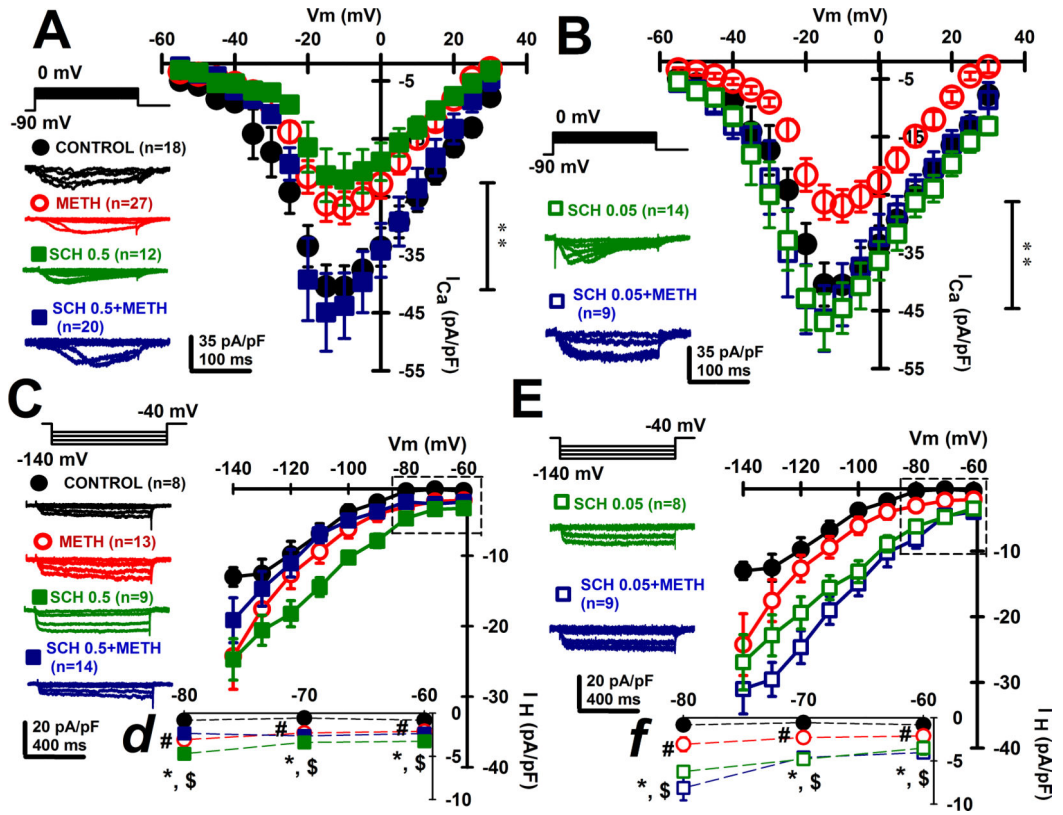 A
Vm (mV)
-60 -40 -20 0 20 40
0 mV
-90 mV
CONTROL (n=18)
METH (n=27)
SCH 0.5 (n=12)
SCH 0.5+METH
(n=20)
-5
-15
-35
-45
-55
I Ca (pA/pF)
**
35 pA/pF
100 ms
B
Vm (mV)
-60 -40 -20 0 20 40
0 mV
-90 mV
SCH 0.05 (n=14)
SCH 0.05+METH
(n=9)
-5
-15
-35
-45
-55
I Ca (pA/pF)
**
35 pA/pF
100 ms
C
-40 mV
-140 mV
CONTROL (n=8)
METH (n=13)
SCH 0.5 (n=9)
SCH 0.5+METH
(n=14)
20 pA/pF
400 ms
Vm (mV)
-140 -120 -100 -80 -60
-10
-20
-30
-40
I H (pA/pF)
d
-80 -70 -60
0
-5
-10
# # #
*, $ *, $ *, $
E
-40 mV
-140 mV
SCH 0.05 (n=8)
SCH 0.05+METH
(n=9)
20 pA/pF
400 ms
Vm (mV)
-140 -120 -100 -80 -60
-10
-20
-30
-40
I H (pA/pF)
f
-80 -70 -60
0
-5
-10
# # #
*, $ *, $ *, $